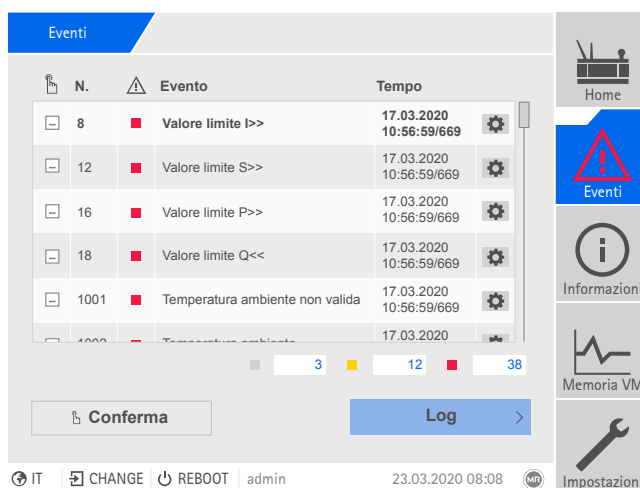 Eventi
N. Evento Tempo
8 Valore limite I>> 17.03.2020
10:56:59/669
12 Valore limite S>> 17.03.2020
10:56:59/669
16 Valore limite P>> 17.03.2020
10:56:59/669
18 Valore limite Q<< 17.03.2020
10:56:59/669
1001 Temperatura ambiente non valida 17.03.2020
10:56:59/669
Temperatura ambiente 17.03.2020
3 12 38
Conferma Log
IT CHANGE REBOOT admin 23.03.2020 08:08 MR
Home
Eventi
Informazioni
Memoria VM
Impostazion